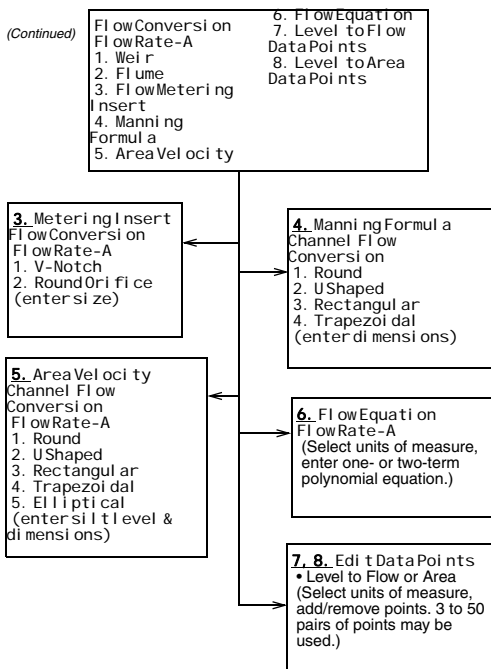 (Continued)
Flow Conversion
Flow Rate-A
1. Weir
2. Flume
3. Flow Metering
Insert
4. Manning
Formula
5. Area Velocity
6. Flow Equation
7. Level to Flow
Data Points
8. Level to Area
Data Points
3. Metering Insert
Flow Conversion
Flow Rate-A
1. V-Notch
2. Round Orifice
(enter size)
4. Manning Formula
Channel Flow
Conversion
1. Round
2. U Shaped
3. Rectangular
4. Trapezoidal
(enter dimensions)
5. Area Velocity
Channel Flow
Conversion
Flow Rate-A
1. Round
2. U Shaped
3. Rectangular
4. Trapezoidal
5. Elliptical
(enter silt level &
dimensions)
6. Flow Equation
Flow Rate-A
(Select units of measure,
enter one- or two-term
polynomial equation.)
7, 8. Edit Data Points
• Level to Flow or Area
(Select units of measure,
add/remove points. 3 to 50
pairs of points may be
used.)